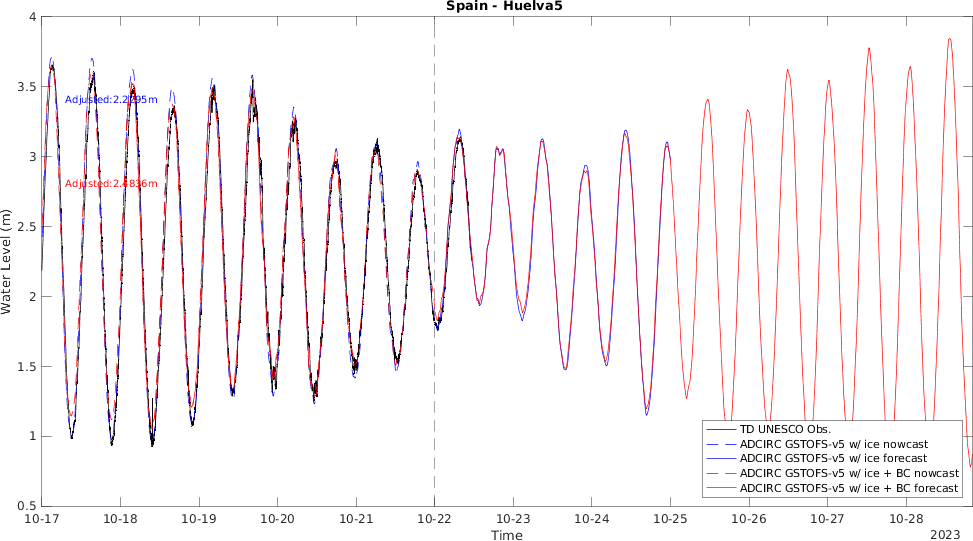 Spain - Huelva5
4
3.5
3
2.5
2
1.5
1
0.5
Water Level (m)
Adjusted:2.2295m
Adjusted:2.4836m
10-17 10-18 10-19 10-20 10-21 10-22 10-23 10-24 10-25 10-26 10-27 10-28
Time
2023
TD UNESCO Obs.
ADCIRC GSTOFS-v5 w/ ice nowcast
ADCIRC GSTOFS-v5 w/ ice forecast
ADCIRC GSTOFS-v5 w/ ice + BC nowcast
ADCIRC GSTOFS-v5 w/ ice + BC forecast